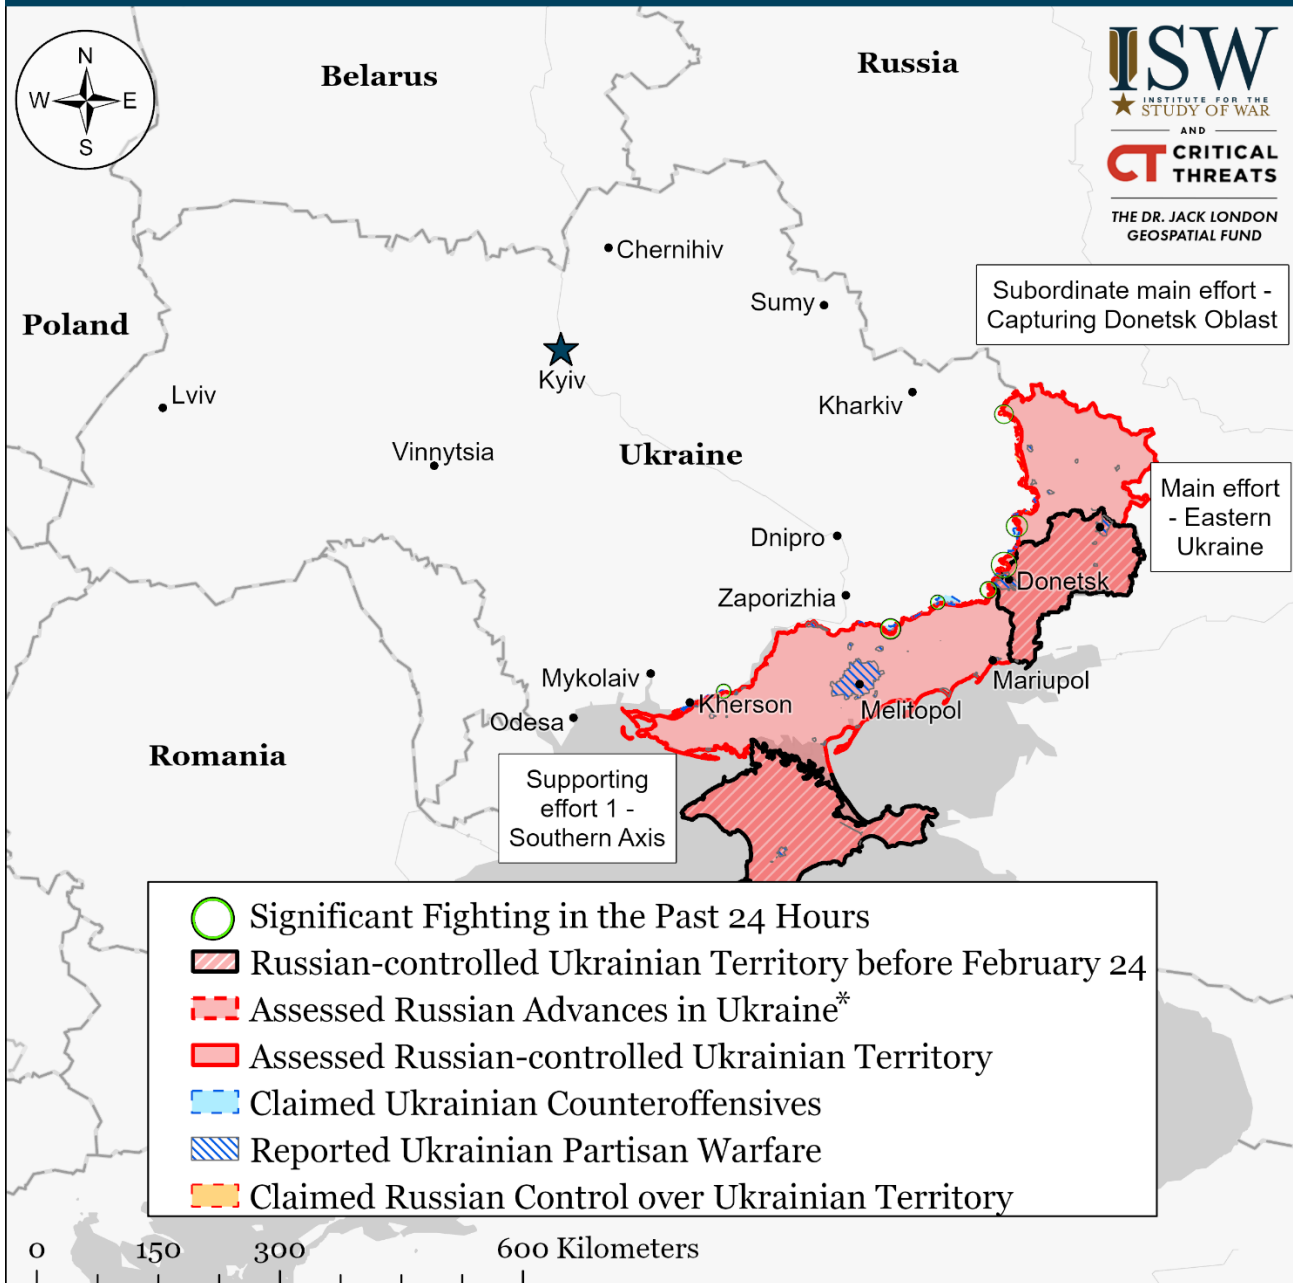 N
W
E
S
Belarus
Russia
ISW
INSTITUTE FOR THE
STUDY OF WAR
AND
CT CRITICAL
THREATS
THE DR. JACK LONDON
GEOSPATIAL FUND
Chernihiv
Subordinate main effort -
Capturing Donetsk Oblast
Sumy
Poland
Kyiv
Lviv
Kharkiv
Vinnytsia
Ukraine
Main effort
- Eastern
Ukraine
Dnipro
Donetsk
Zaporizhia
Mykolaiv
Mariupol
Kherson
Melitopol
Odesa
Romania
Supporting
effort 1 -
Southern Axis
Significant Fighting in the Past 24 Hours
Russian-controlled Ukrainian Territory before February 24
Assessed Russian Advances in Ukraine*
Assessed Russian-controlled Ukrainian Territory
Claimed Ukrainian Counteroffensives
Reported Ukrainian Partisan Warfare
Claimed Russian Control over Ukrainian Territory
0 150 300 600 Kilometers